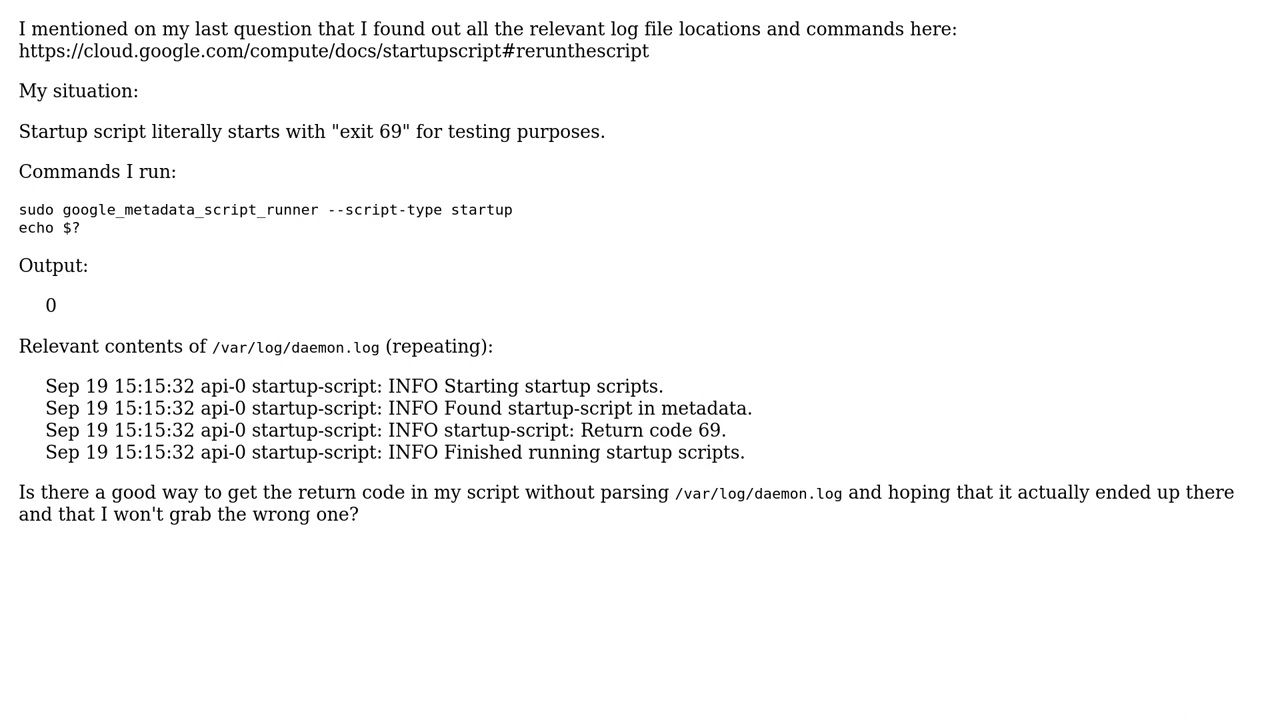 I mentioned on my last question that I found out all the relevant log file locations and commands here:
https://cloud.google.com/compute/docs/startupscript#rerunthescript
My situation:
Startup script literally starts with "exit 69" for testing purposes.
Commands I run:
sudo google_metadata_script_runner --script-type startup
echo $?
Output:
0
Relevant contents of /var/log/daemon.log (repeating):
Sep 19 15:15:32 api-0 startup-script: INFO Starting startup scripts.
Sep 19 15:15:32 api-0 startup-script: INFO Found startup-script in metadata.
Sep 19 15:15:32 api-0 startup-script: INFO startup-script: Return code 69.
Sep 19 15:15:32 api-0 startup-script: INFO Finished running startup scripts.
Is there a good way to get the return code in my script without parsing /var/log/daemon.log and hoping that it actually ended up there
and that I won't grab the wrong one?